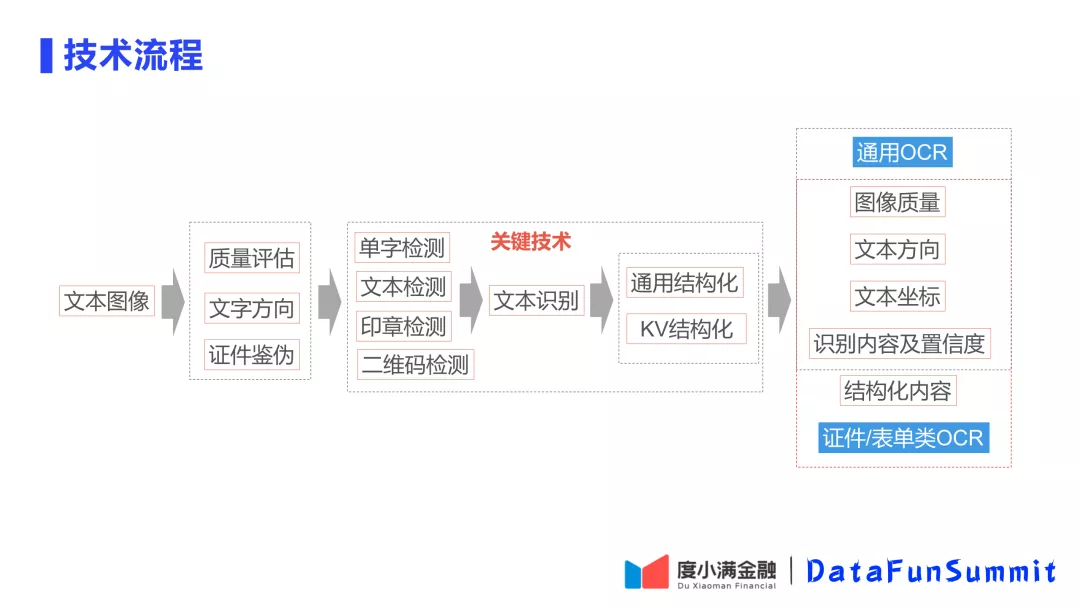 技术流程
文本图像
质量评估
文字方向
证件鉴伪
关键技术
单字检测
文本检测
印章检测
二维码检测
文本识别
通用结构化
KV结构化
通用OCR
图像质量
文本方向
文本坐标
识别内容及置信度
结构化内容
证件/表单类OCR
度小满金融
Du Xiaoman Financial
DataFunSummit